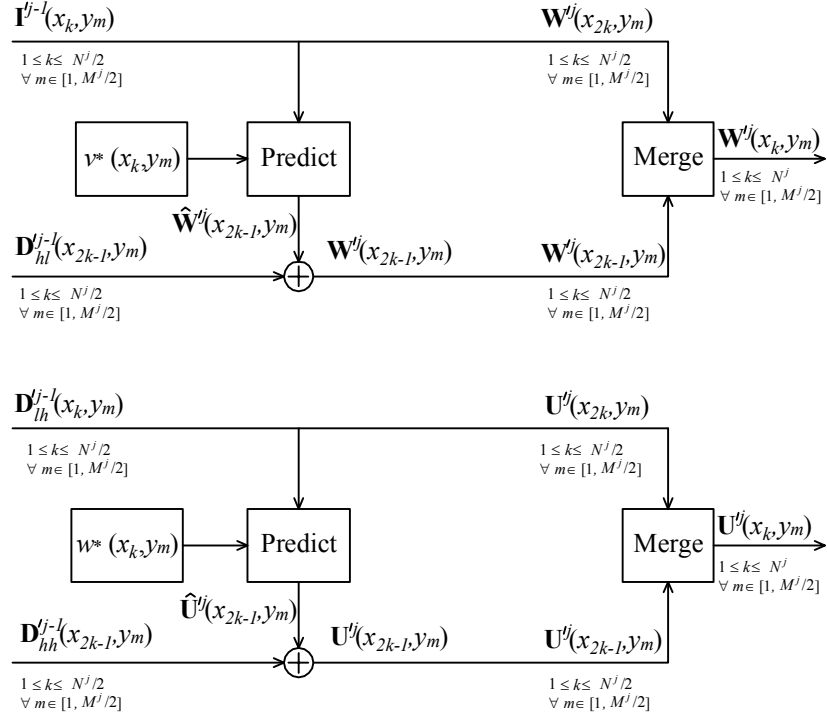 I′ʲ⁻¹(xₖ,yₘ) W′ʲ(x₂ₖ,yₘ)
1 ≤ k ≤ Nʲ/2 1 ≤ k ≤ Nʲ/2
∀ m ∈ [1, Mʲ/2] ∀ m ∈ [1, Mʲ/2]
v* (xₖ,yₘ) Predict Merge W′ʲ(xₖ,yₘ)
1 ≤ k ≤ Nʲ
∀ m ∈ [1, Mʲ/2]
Ŵ′ʲ(x₂ₖ₋₁,yₘ)
D′ʲ⁻¹ₕₗ(x₂ₖ₋₁,yₘ) W′ʲ(x₂ₖ₋₁,yₘ) W′ʲ(x₂ₖ₋₁,yₘ)
+
1 ≤ k ≤ Nʲ/2 1 ≤ k ≤ Nʲ/2
∀ m ∈ [1, Mʲ/2] ∀ m ∈ [1, Mʲ/2]
D′ʲ⁻¹ₗₕ(xₖ,yₘ) U′ʲ(x₂ₖ,yₘ)
1 ≤ k ≤ Nʲ/2 1 ≤ k ≤ Nʲ/2
∀ m ∈ [1, Mʲ/2] ∀ m ∈ [1, Mʲ/2]
w* (xₖ,yₘ) Predict Merge U′ʲ(xₖ,yₘ)
1 ≤ k ≤ Nʲ
∀ m ∈ [1, Mʲ/2]
Û′ʲ(x₂ₖ₋₁,yₘ)
D′ʲ⁻¹ₕₕ(x₂ₖ₋₁,yₘ) U′ʲ(x₂ₖ₋₁,yₘ) U′ʲ(x₂ₖ₋₁,yₘ)
+
1 ≤ k ≤ Nʲ/2 1 ≤ k ≤ Nʲ/2
∀ m ∈ [1, Mʲ/2] ∀ m ∈ [1, Mʲ/2]